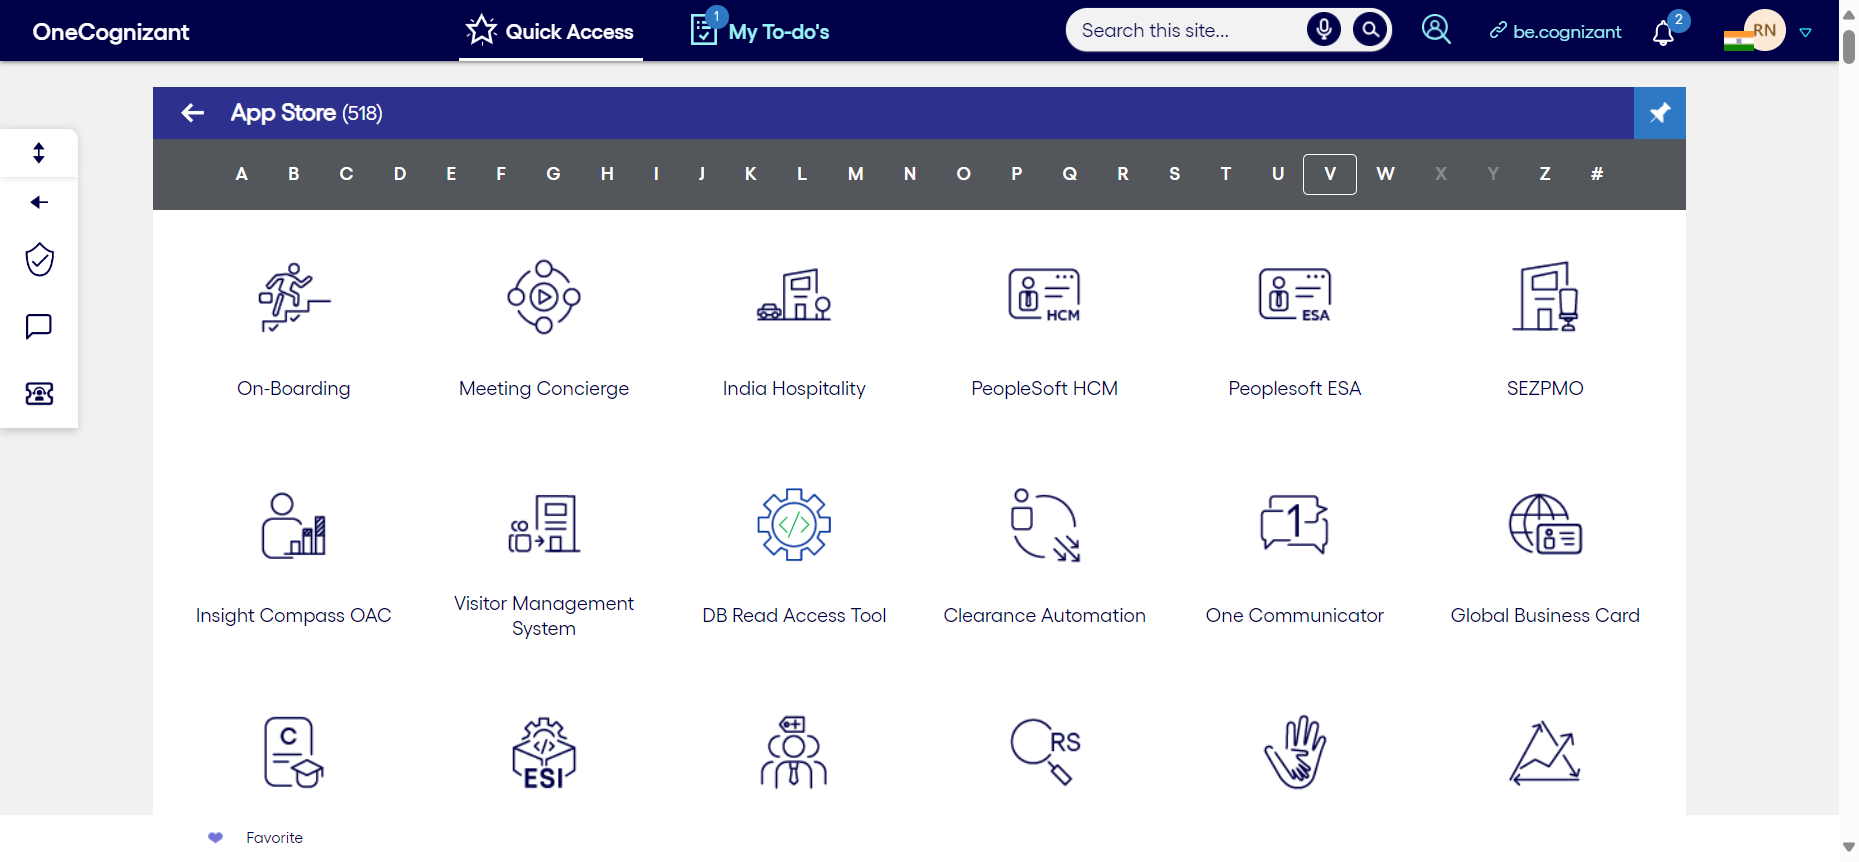 OneCognizant
Quick Access
1
My To-do's
Search this site...
be.cognizant
2
RN
App Store (518)
A B C D E F G H I J K L M N O P Q R S T U V W X Y Z #
HCM
ESA
On-Boarding
Meeting Concierge
India Hospitality
PeopleSoft HCM
Peoplesoft ESA
SEZPMO
1
Insight Compass OAC
Visitor Management
System
DB Read Access Tool
Clearance Automation
One Communicator
Global Business Card
C
ESI
RS
Favorite